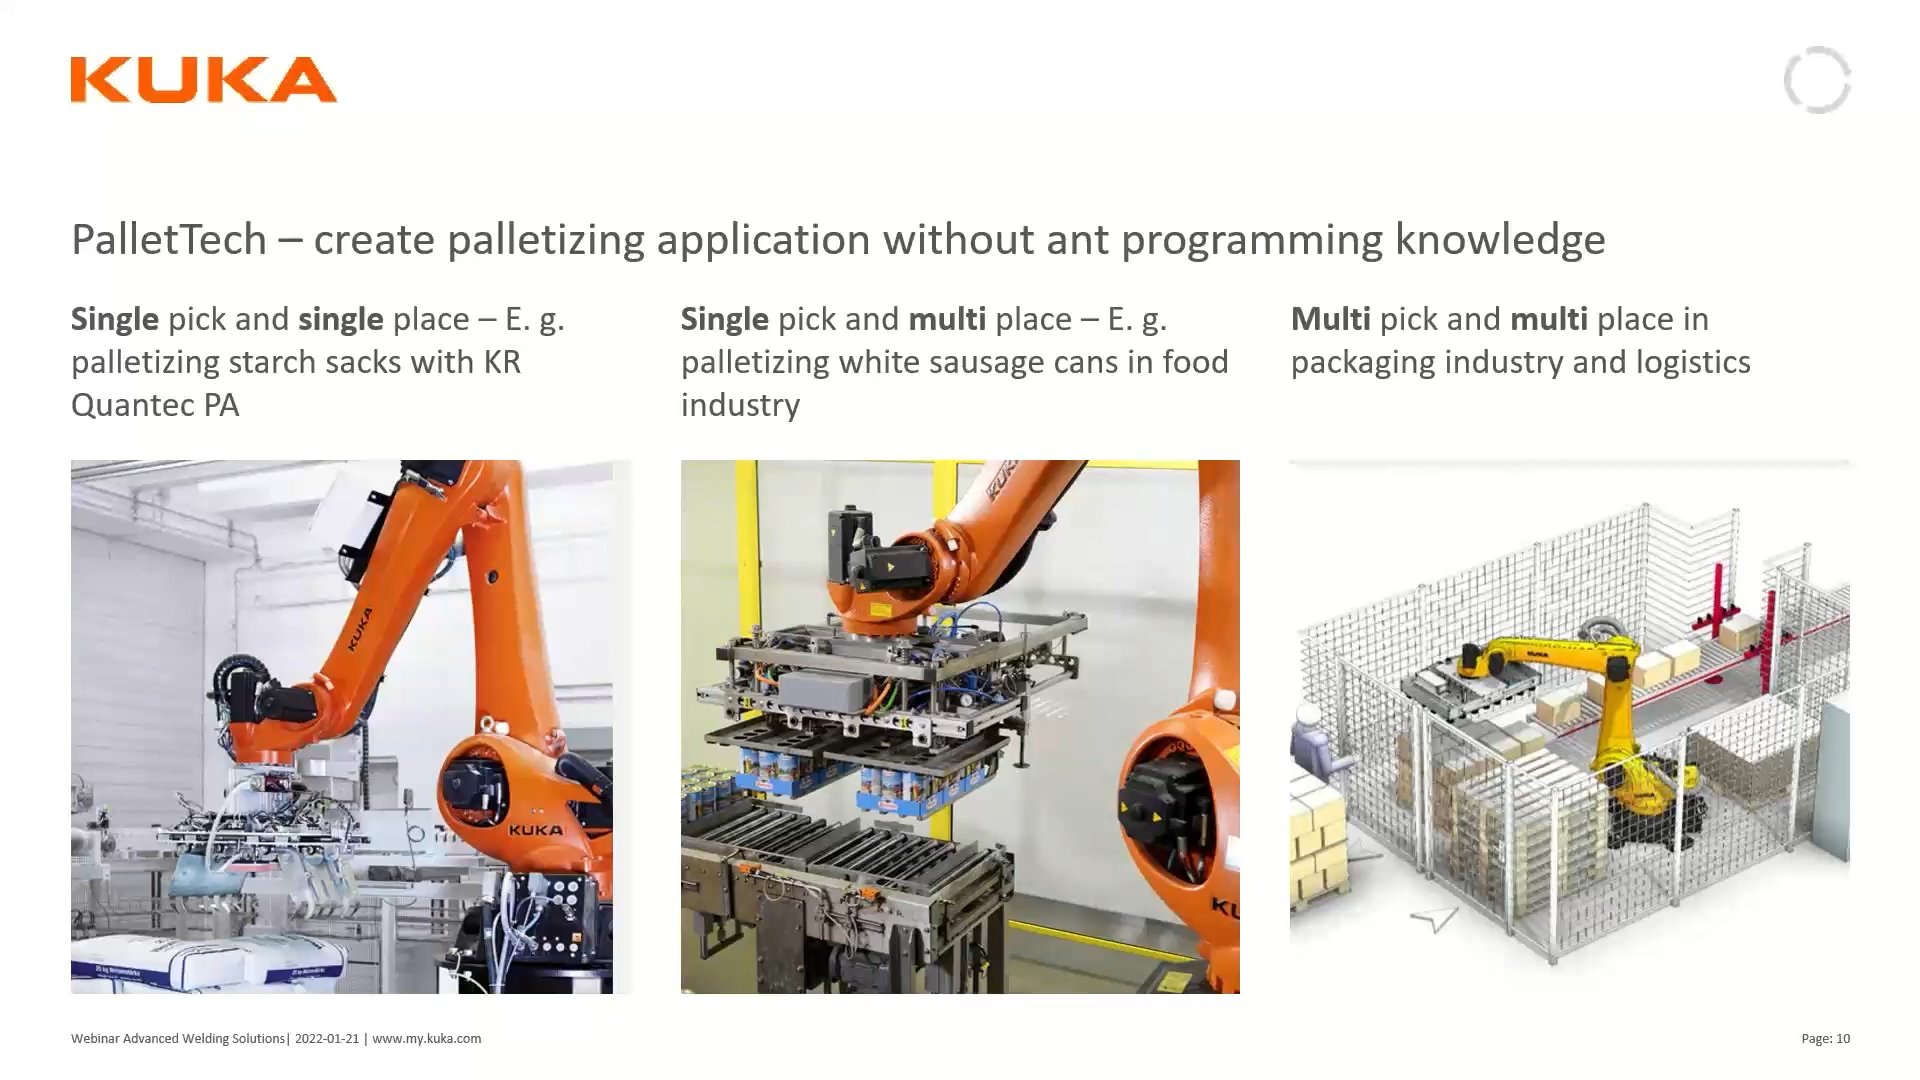 KUKA
PalletTech – create palletizing application without ant programming knowledge
Single pick and single place – E. g.
palletizing starch sacks with KR
Quantec PA
Single pick and multi place – E. g.
palletizing white sausage cans in food
industry
Multi pick and multi place in
packaging industry and logistics
KUKA
KUKA
KUKA
KUKA
Webinar Advanced Welding Solutions| 2022-01-21 | www.my.kuka.com
Page: 10